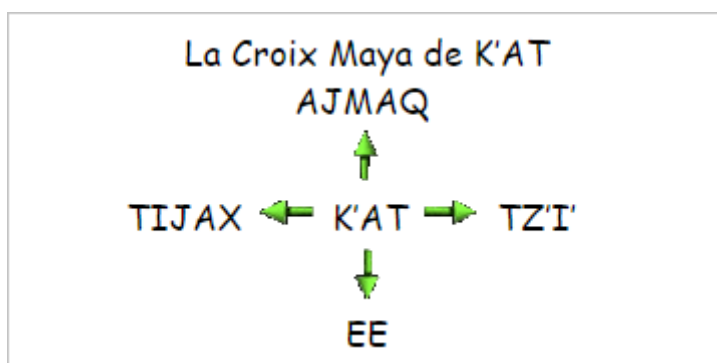 La Croix Maya de K'AT
AJMAQ
TIJAX K'AT TZ'I'
EE